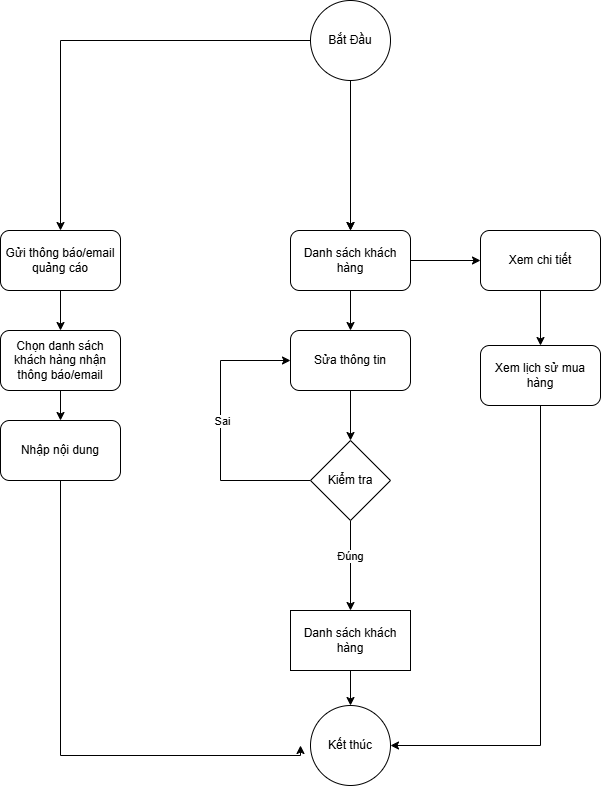 Bắt Đầu
Gửi thông báo/email
quảng cáo
Danh sách khách
hàng
Xem chi tiết
Chọn danh sách
khách hàng nhận
thông báo/email
Sửa thông tin
Xem lịch sử mua
hàng
Sai
Nhập nội dung
Kiểm tra
Đúng
Danh sách khách
hàng
Kết thúc